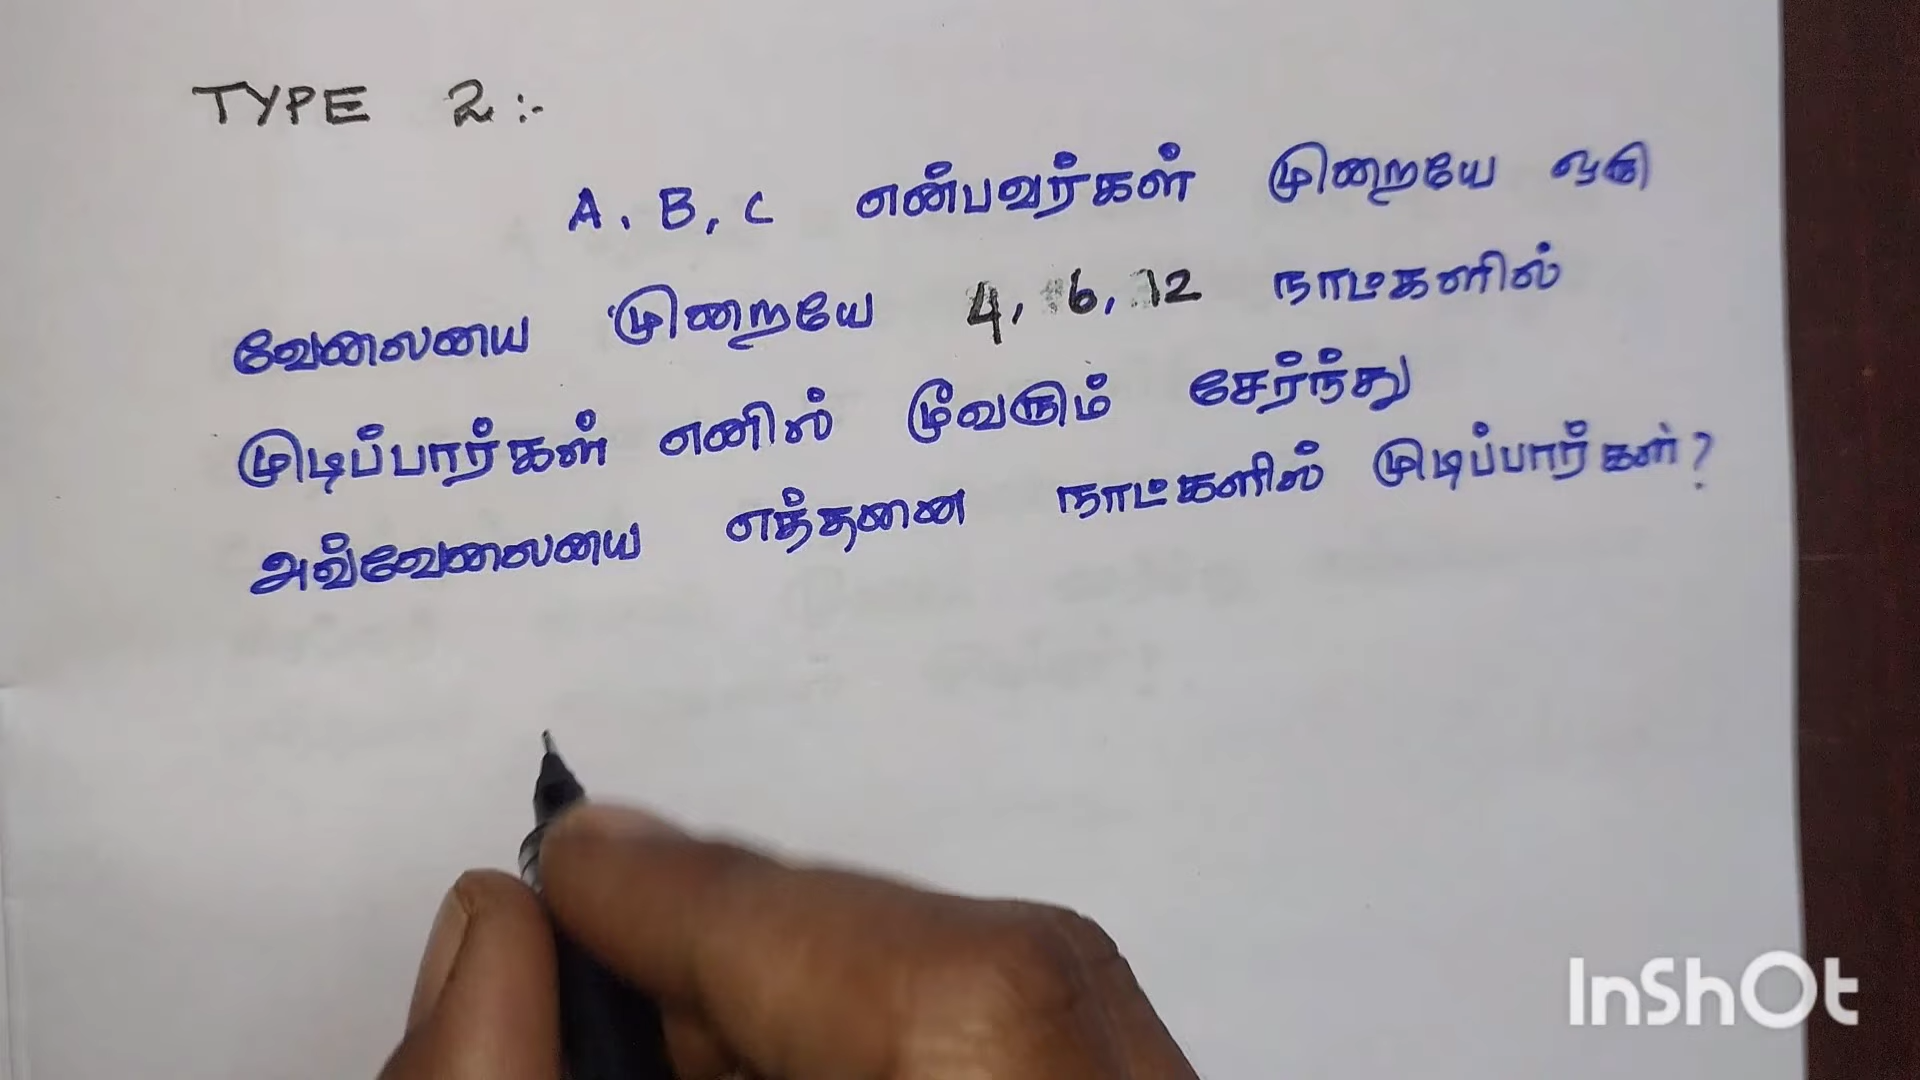 TYPE 2 :-
A, B, C என்பவர்கள் முறையே ஒரு
வேலையை முறையே 4, 6, 12 நாட்களில்
முடிப்பார்கள் எனில் மூவரும் சேர்ந்து
அவ்வேலையை எத்தனை நாட்களில் முடிப்பார்கள்?
InShOt